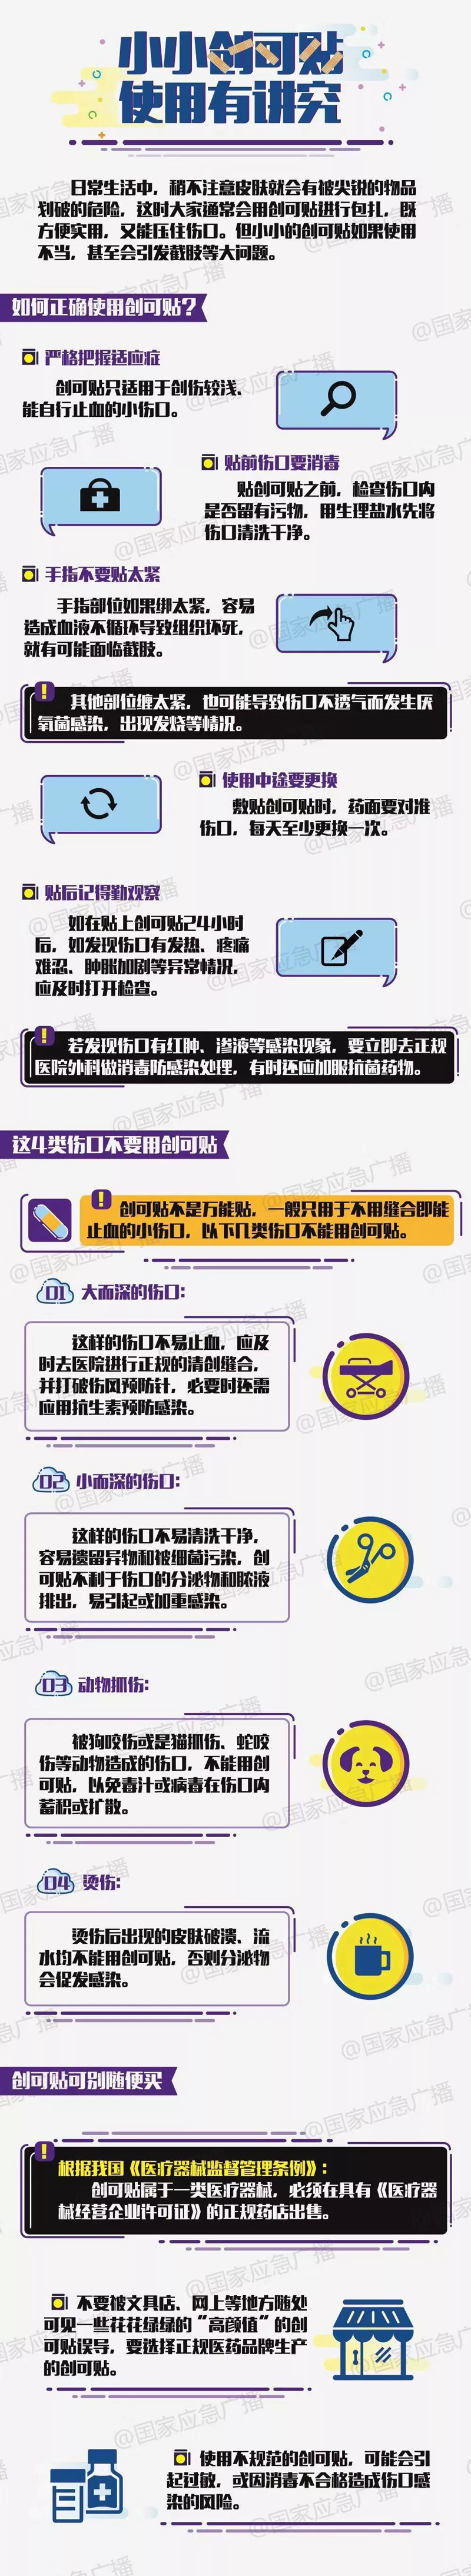 小小创可贴
使用有讲究
日常生活中，稍不注意皮肤就会有被尖锐的物品
划破的危险，这时大家通常会用创可贴进行包扎，既
方便实用，又能压住伤口。但小小的创可贴如果使用
不当，甚至会引发截肢等大问题。
如何正确使用创可贴？
严格把握适应症
创可贴只适用于创伤较浅、
能自行止血的小伤口。
贴前伤口要消毒
贴创可贴之前，检查伤口内
是否留有污物，用生理盐水先将
伤口清洗干净。
手指不要贴太紧
手指部位如果绑太紧，容易
造成血液不循环导致组织坏死，
就有可能面临截肢。
其他部位缠太紧，也可能导致伤口不透气而发生厌
氧菌感染，出现发烧等情况。
使用中途要更换
敷贴创可贴时，药面要对准
伤口，每天至少更换一次。
贴后记得勤观察
如在贴上创可贴24小时
后，如发现伤口有发热、疼痛
难忍、肿胀加剧等异常情况，
应及时打开检查。
若发现伤口有红肿、渗液等感染现象，要立即去正规
医院外科做消毒防感染处理，有时还应加服抗菌药物。
这4类伤口不要用创可贴
创可贴不是万能贴，一般只用于不用缝合即能
止血的小伤口，以下几类伤口不能用创可贴。
01 大而深的伤口：
这样的伤口不易止血，应及
时去医院进行正规的清创缝合，
并打破伤风预防针，必要时还需
应用抗生素预防感染。
02 小而深的伤口：
这样的伤口不易清洗干净，
容易遗留异物和被细菌污染，创
可贴不利于伤口的分泌物和脓液
排出，易引起或加重感染。
03 动物抓伤：
被狗咬伤或是猫抓伤、蛇咬
伤等动物造成的伤口，不能用创
可贴，以免毒汁或病毒在伤口内
蓄积或扩散。
04 烫伤：
烫伤后出现的皮肤破溃、流
水均不能用创可贴，否则分泌物
会促发感染。
创可贴可别随便买
根据我国《医疗器械监督管理条例》：
创可贴属于一类医疗器械，必须在具有《医疗器
械经营企业许可证》的正规药店出售。
不要被文具店、网上等地方随处
可见一些花花绿绿的“高颜值”的创
可贴误导，要选择正规医药品牌生产
的创可贴。
使用不规范的创可贴，可能会引
起过敏，或因消毒不合格造成伤口感
染的风险。
@国家应急广播